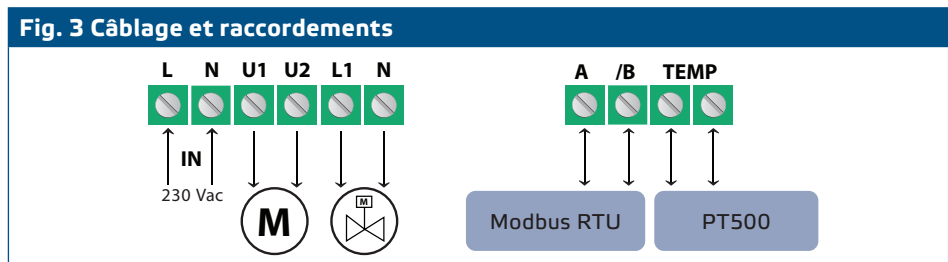 Fig. 3 Câblage et raccordements
L N U1 U2 L1 N
A /B TEMP
IN
230 Vac
M
M
Modbus RTU
PT500